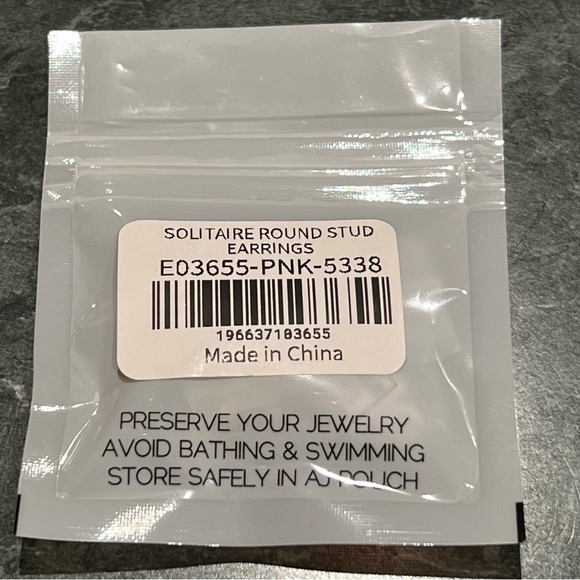 SOLITAIRE ROUND STUD
EARRINGS
E03655-PNK-5338
196637183655
Made in China
PRESERVE YOUR JEWELRY
AVOID BATHING & SWIMMING
STORE SAFELY IN AJ POUCH